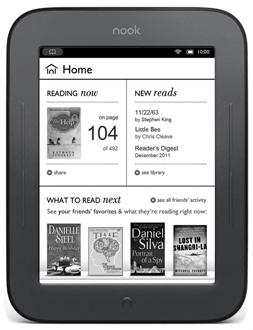 nook
10:00
Home
READING now
NEW reads
on page
104
of 492
11/22/63
by Stephen King
Little Bee
by Chris Cleave
Reader's Digest
December 2011
share
see library
WHAT TO READ next
see all friends' activity
See your friends' favorites & what they're reading right now:
The Help
DANIELLE
STEEL
Daniel
Silva
Portrait
of a Spy
LOST IN
SHANGRI-LA